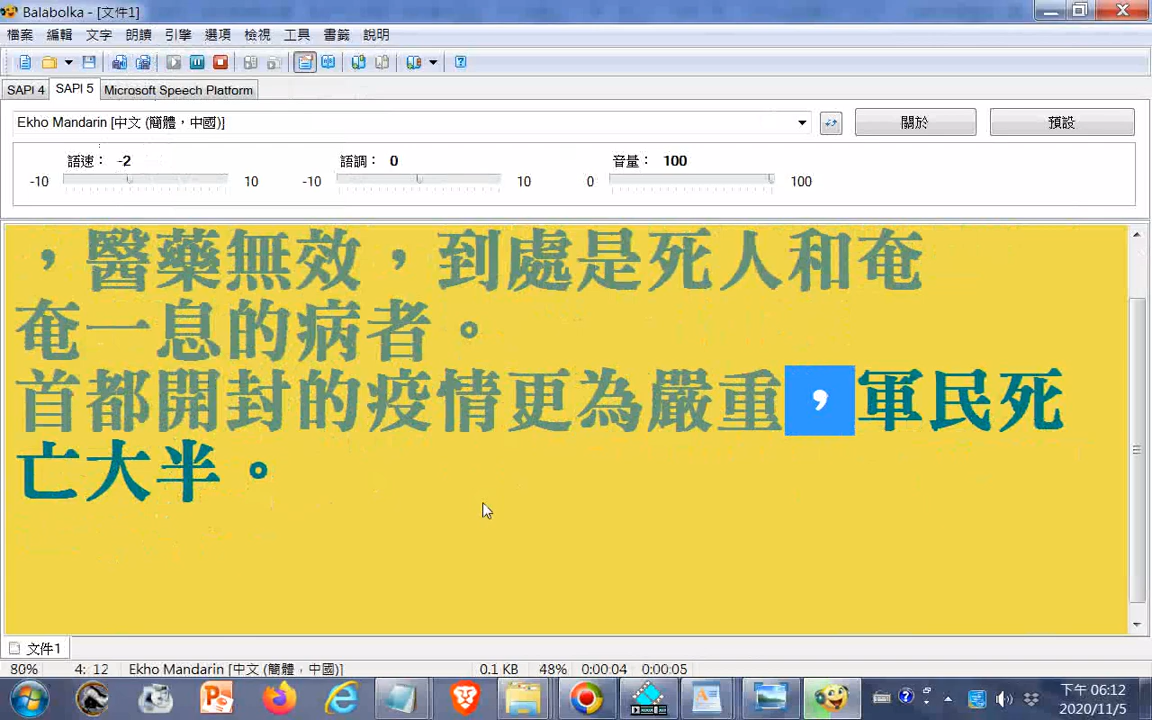 Balabolka - [文件1]
檔案 編輯 文字 朗讀 引擎 選項 檢視 工具 書籤 說明
SAPI 4 SAPI 5 Microsoft Speech Platform
Ekho Mandarin [中文 (簡體，中國)] 關於 預設
語速： -2 語調： 0 音量： 100
-10 10 -10 10 0 100
，醫藥無效，到處是死人和奄
奄一息的病者。
首都開封的疫情更為嚴重，軍民死
亡大半。
文件1
80% 4: 12 Ekho Mandarin [中文 (簡體，中國)] 0.1 KB 48% 0:00:04 0:00:05
下午 06:12
2020/11/5